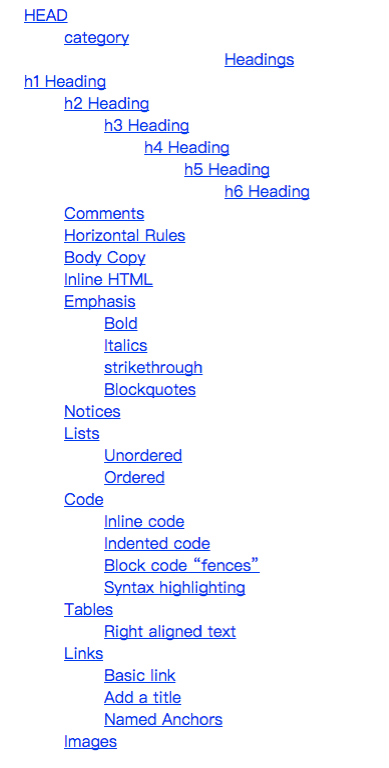 HEAD
category
Headings
h1 Heading
h2 Heading
h3 Heading
h4 Heading
h5 Heading
h6 Heading
Comments
Horizontal Rules
Body Copy
Inline HTML
Emphasis
Bold
Italics
strikethrough
Blockquotes
Notices
Lists
Unordered
Ordered
Code
Inline code
Indented code
Block code “fences”
Syntax highlighting
Tables
Right aligned text
Links
Basic link
Add a title
Named Anchors
Images